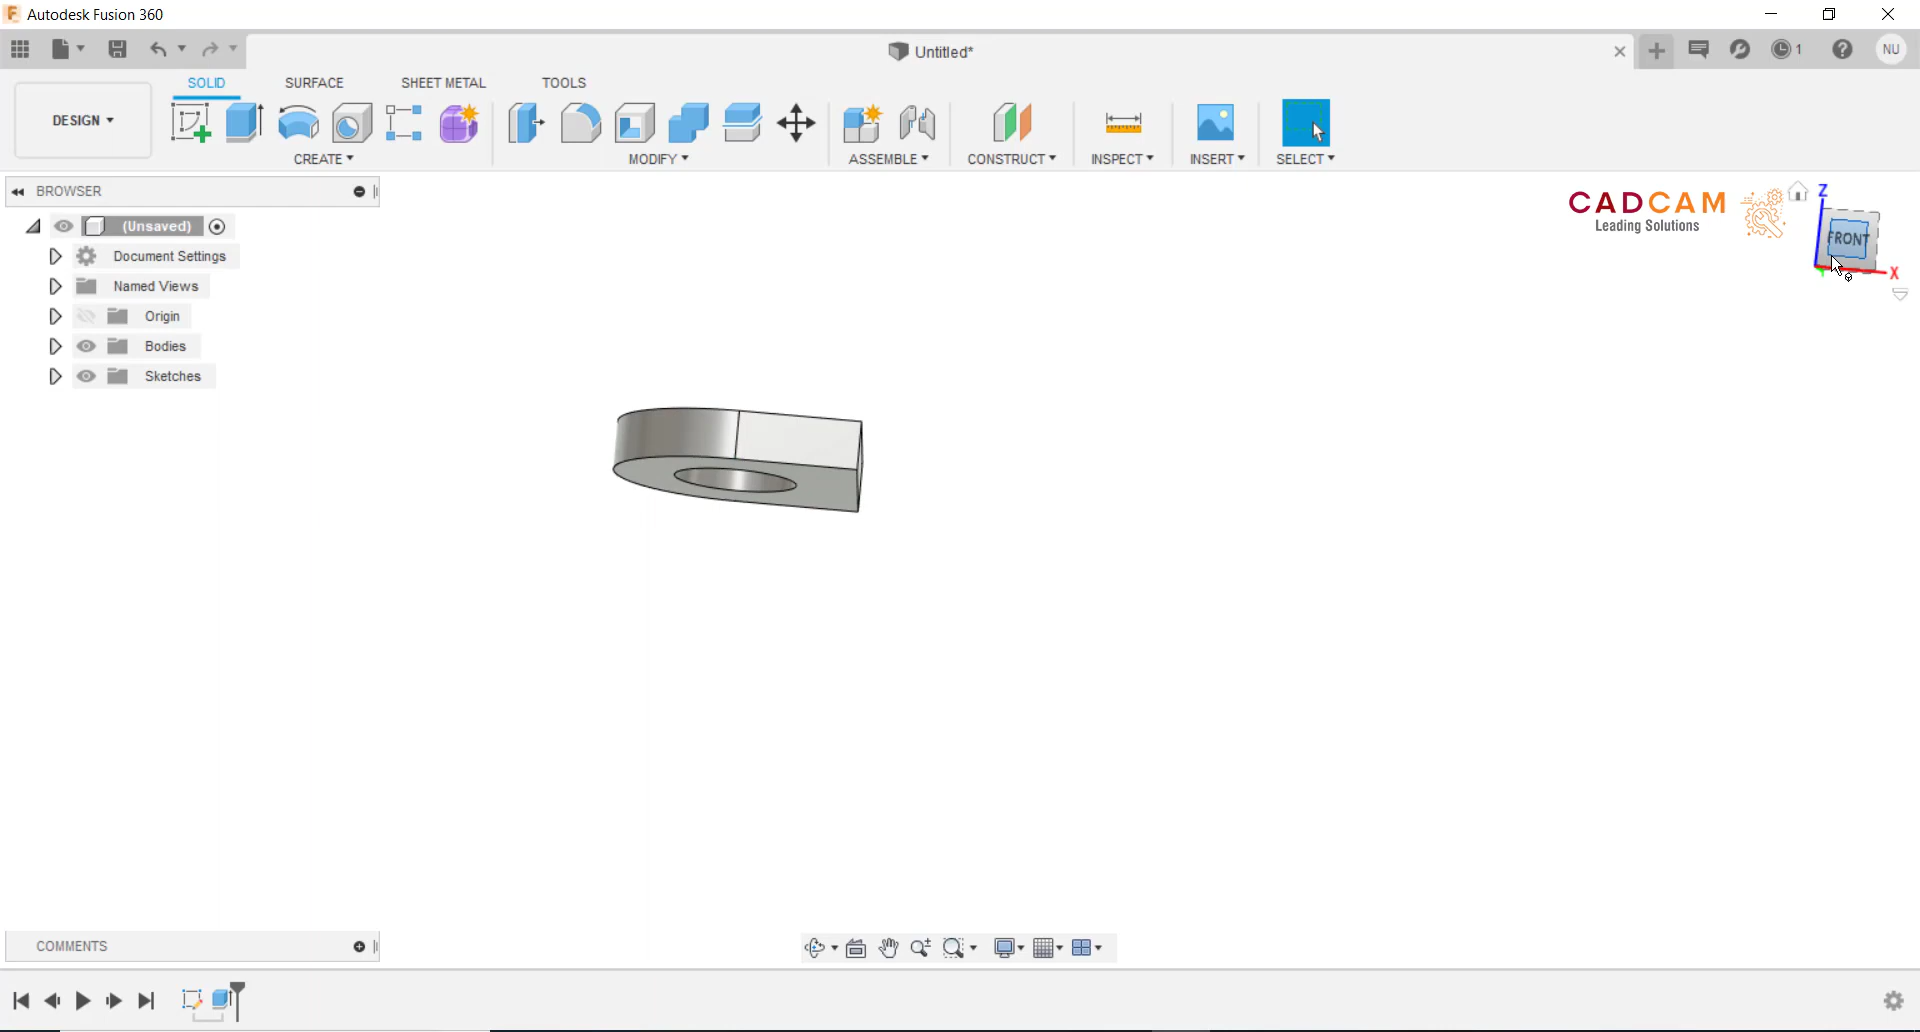 Autodesk Fusion 360
Untitled*
1
NU
SOLID
SURFACE
SHEET METAL
TOOLS
DESIGN
CREATE
MODIFY
ASSEMBLE
CONSTRUCT
INSPECT
INSERT
SELECT
BROWSER
(Unsaved)
Document Settings
Named Views
Origin
Bodies
Sketches
CADCAM
Leading Solutions
Z
FRONT
X
COMMENTS